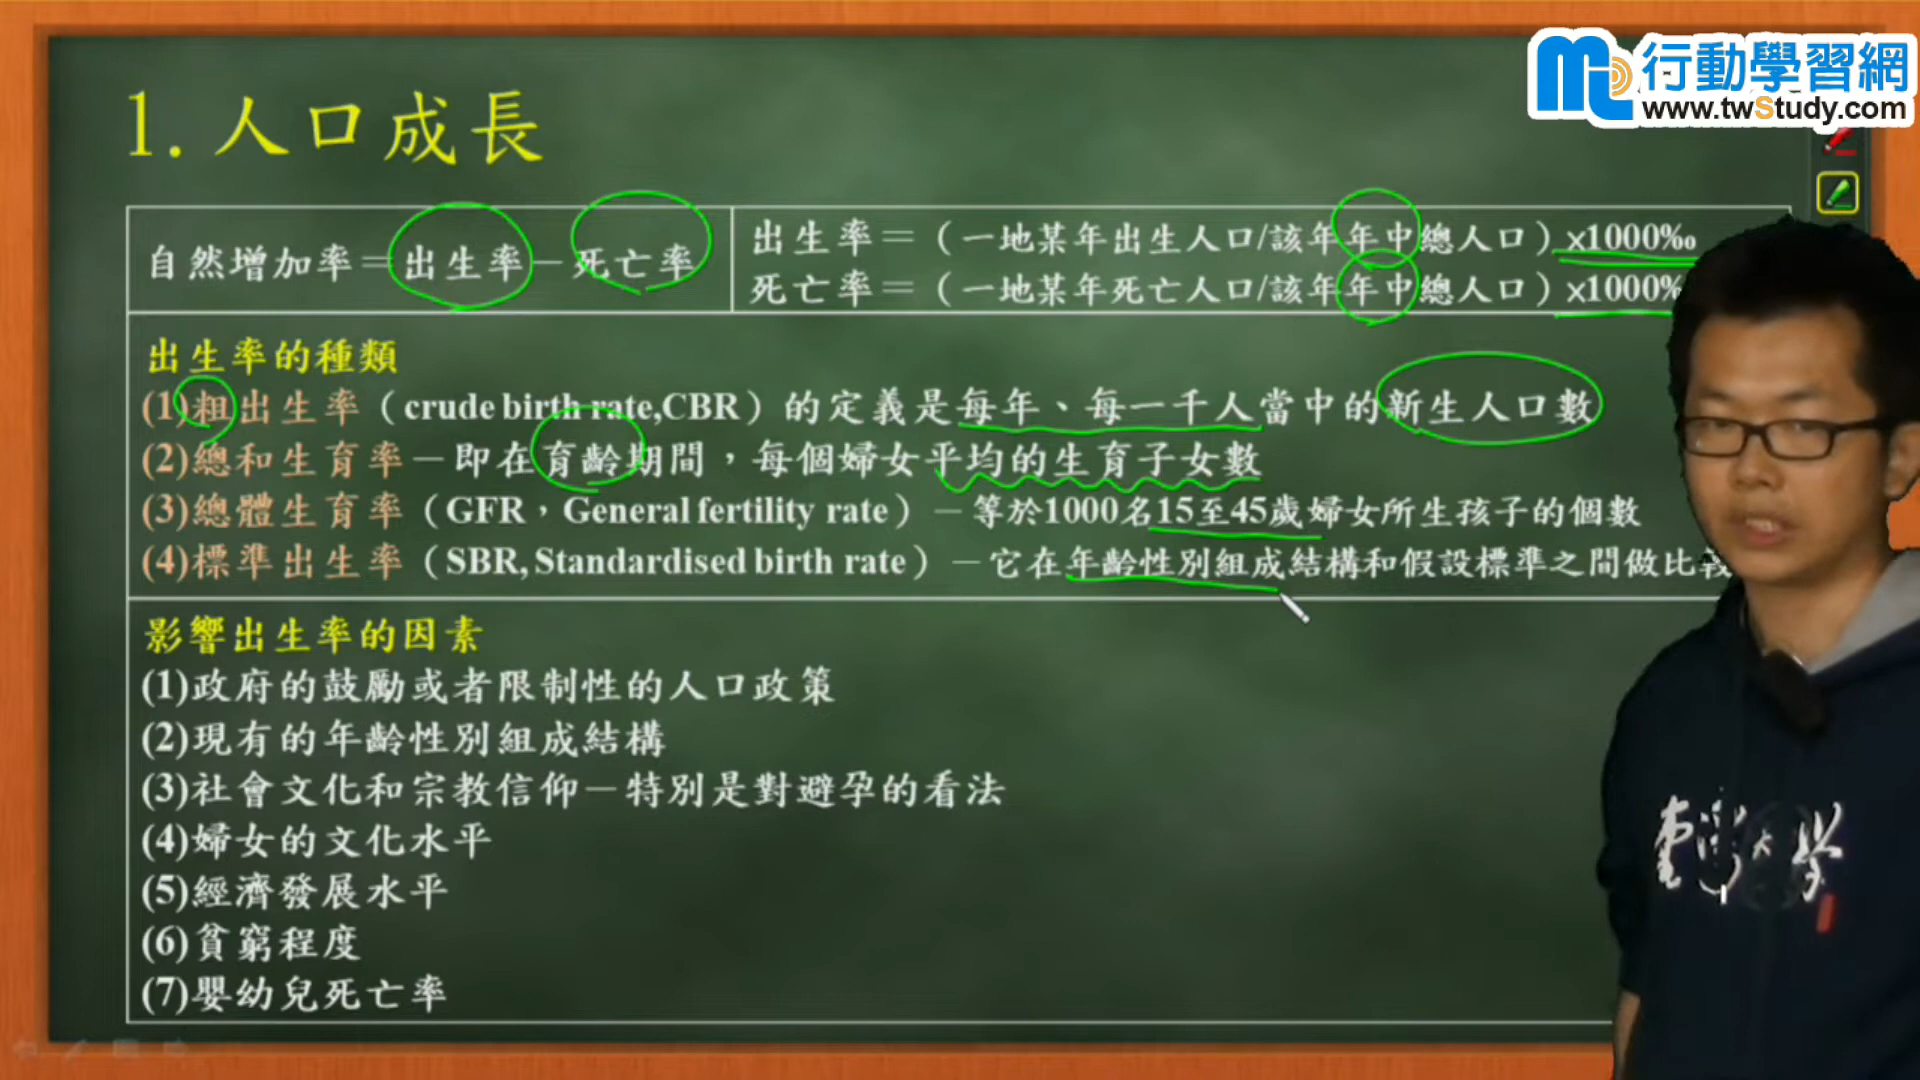 行動學習網
www.twStudy.com
1. 人口成長
自然增加率＝出生率－死亡率
出生率＝（一地某年出生人口/該年年中總人口）x1000‰
死亡率＝（一地某年死亡人口/該年年中總人口）x1000‰
出生率的種類
(1)粗出生率（crude birth rate,CBR）的定義是每年、每一千人當中的新生人口數
(2)總和生育率－即在育齡期間，每個婦女平均的生育子女數
(3)總體生育率（GFR，General fertility rate）－等於1000名15至45歲婦女所生孩子的個數
(4)標準出生率（SBR, Standardised birth rate）－它在年齡性別組成結構和假設標準之間做比較
影響出生率的因素
(1)政府的鼓勵或者限制性的人口政策
(2)現有的年齡性別組成結構
(3)社會文化和宗教信仰－特別是對避孕的看法
(4)婦女的文化水平
(5)經濟發展水平
(6)貧窮程度
(7)嬰幼兒死亡率
臺灣大學